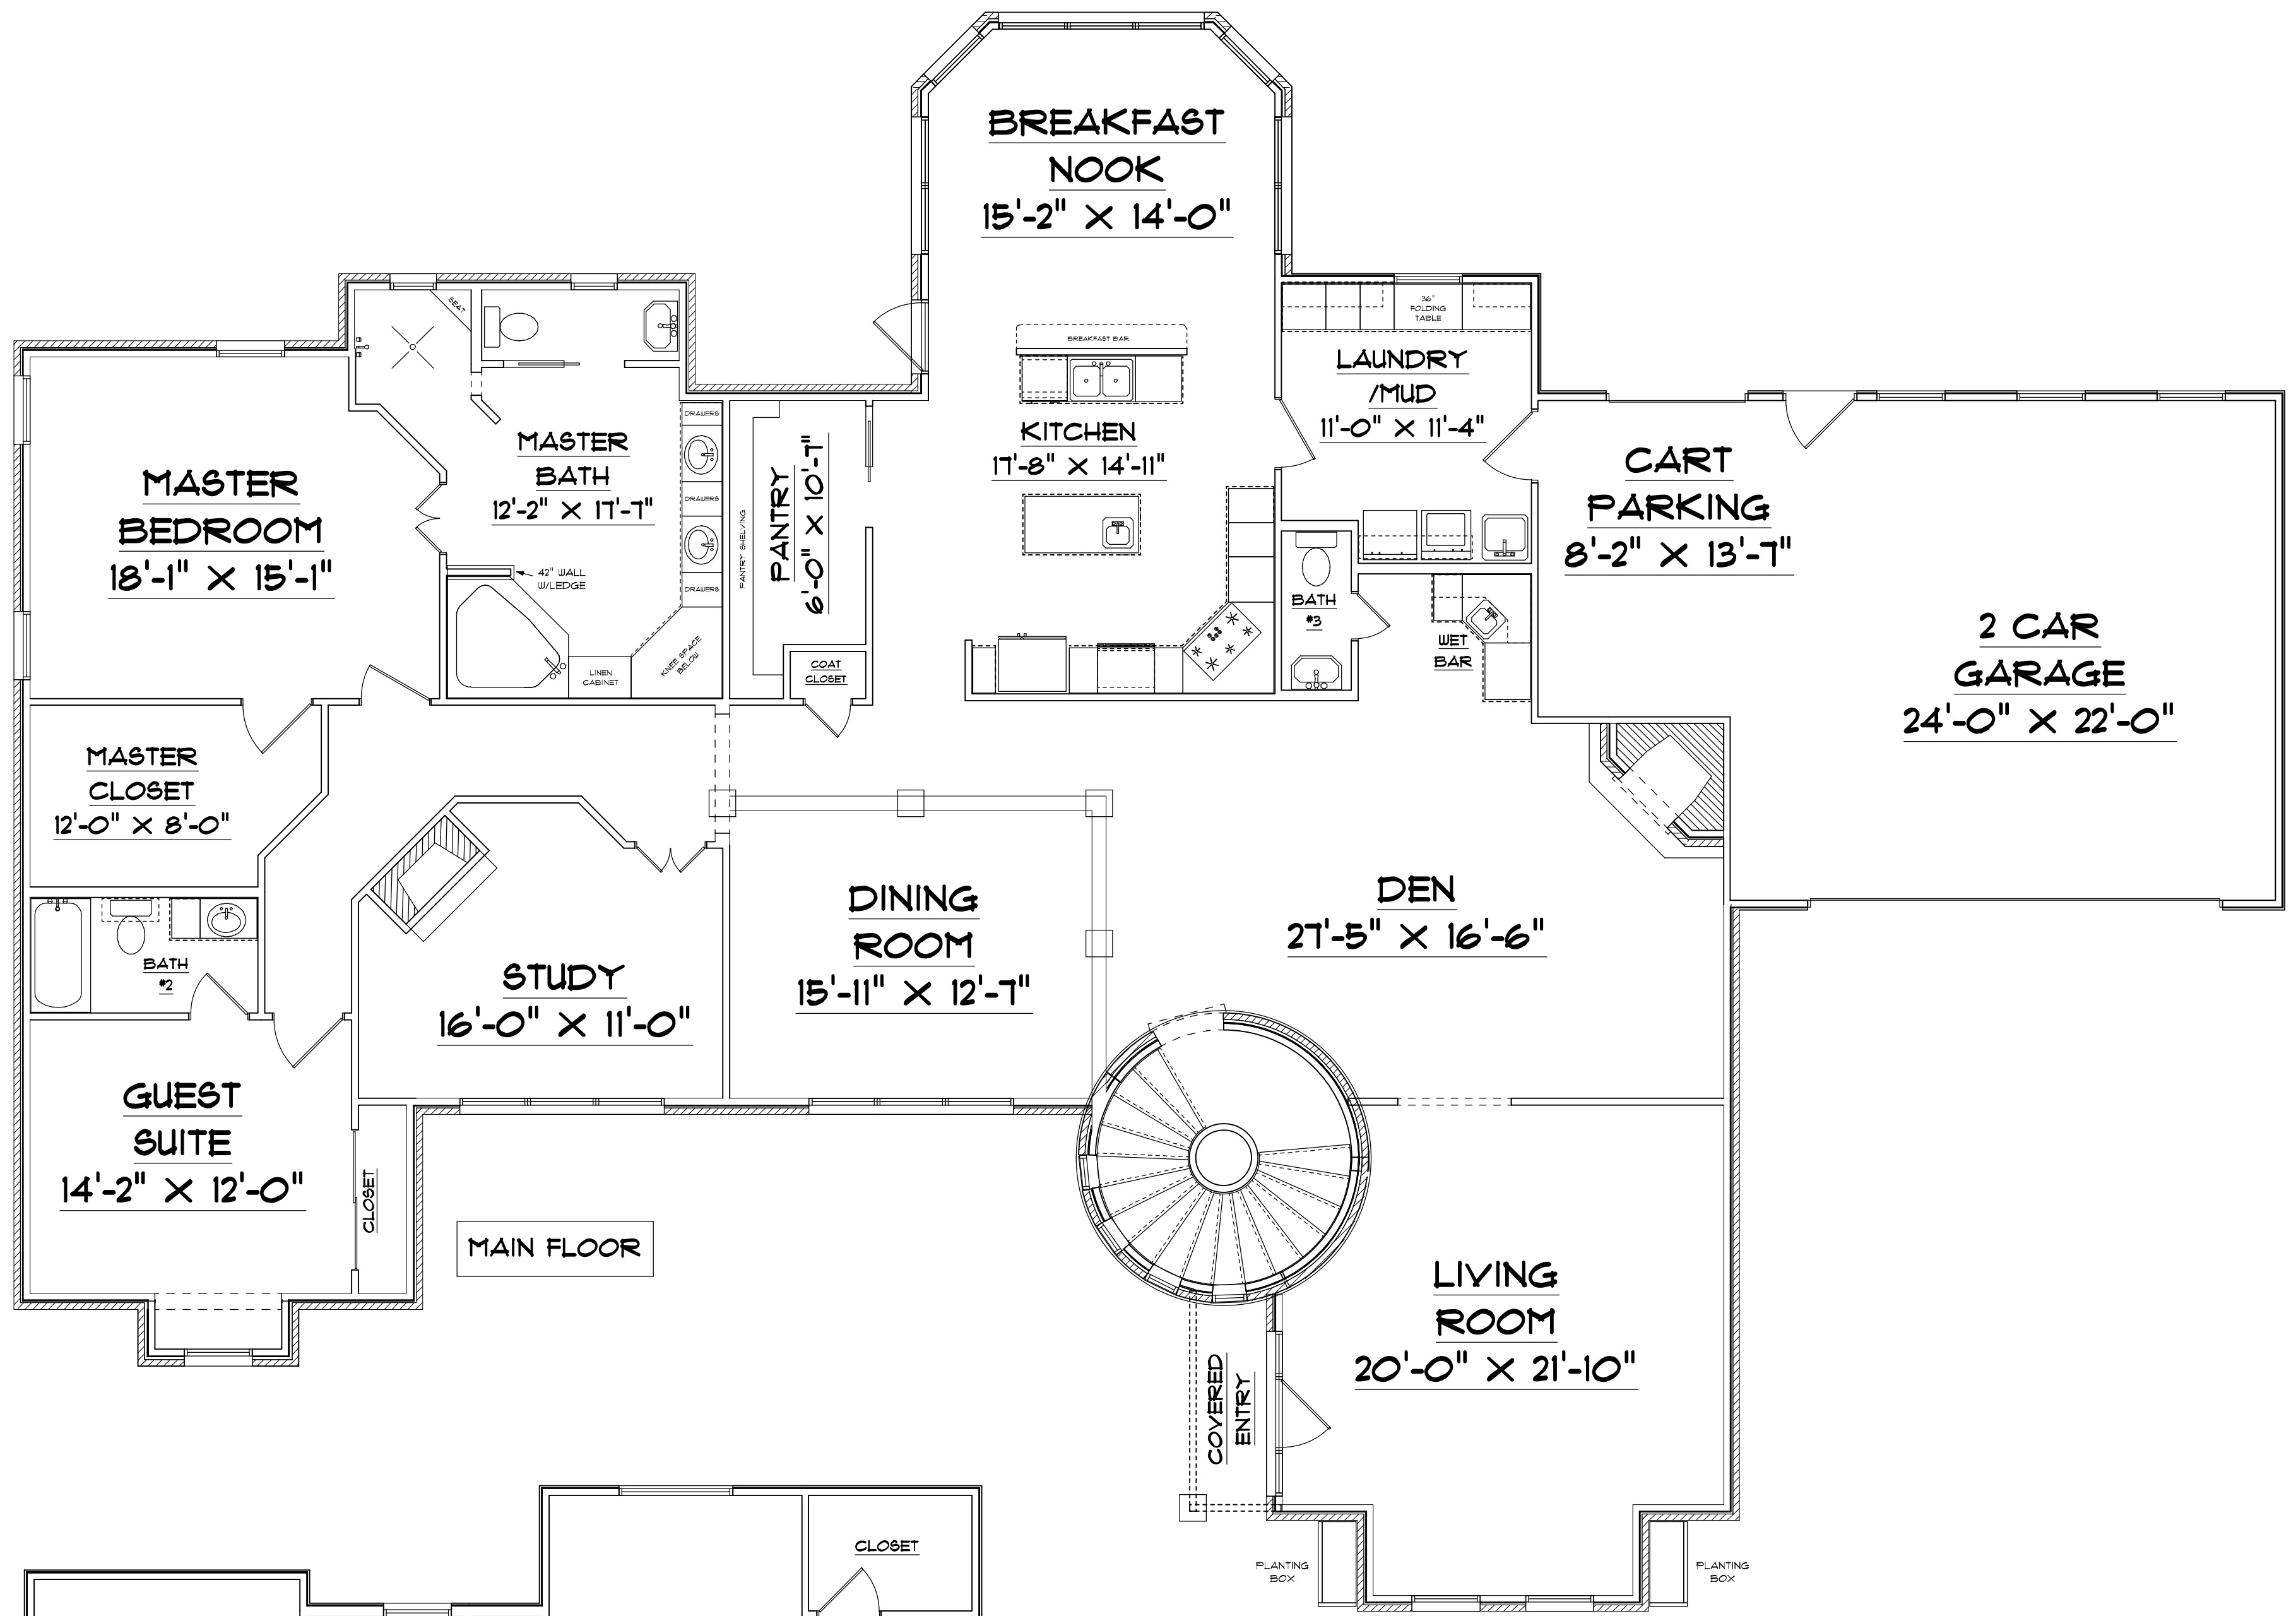 BREAKFAST
NOOK
15'-2" X 14'-0"
SEAT
BREAKFAST BAR
36"
FOLDING
TABLE
LAUNDRY
/MUD
11'-0" X 11'-4"
MASTER
BEDROOM
18'-1" X 15'-1"
MASTER
BATH
12'-2" X 17'-7"
DRAWERS
DRAWERS
DRAWERS
42" WALL
W/LEDGE
LINEN
CABINET
KNEE SPACE
BELOW
PANTRY SHELVING
PANTRY
6'-0" X 10'-7"
COAT
CLOSET
KITCHEN
17'-8" X 14'-11"
BATH
#3
WET
BAR
CART
PARKING
8'-2" X 13'-7"
2 CAR
GARAGE
24'-0" X 22'-0"
MASTER
CLOSET
12'-0" X 8'-0"
BATH
#2
STUDY
16'-0" X 11'-0"
DINING
ROOM
15'-11" X 12'-7"
DEN
27'-5" X 16'-6"
GUEST
SUITE
14'-2" X 12'-0"
CLOSET
MAIN FLOOR
LIVING
ROOM
20'-0" X 21'-10"
COVERED
ENTRY
CLOSET
PLANTING
BOX
PLANTING
BOX